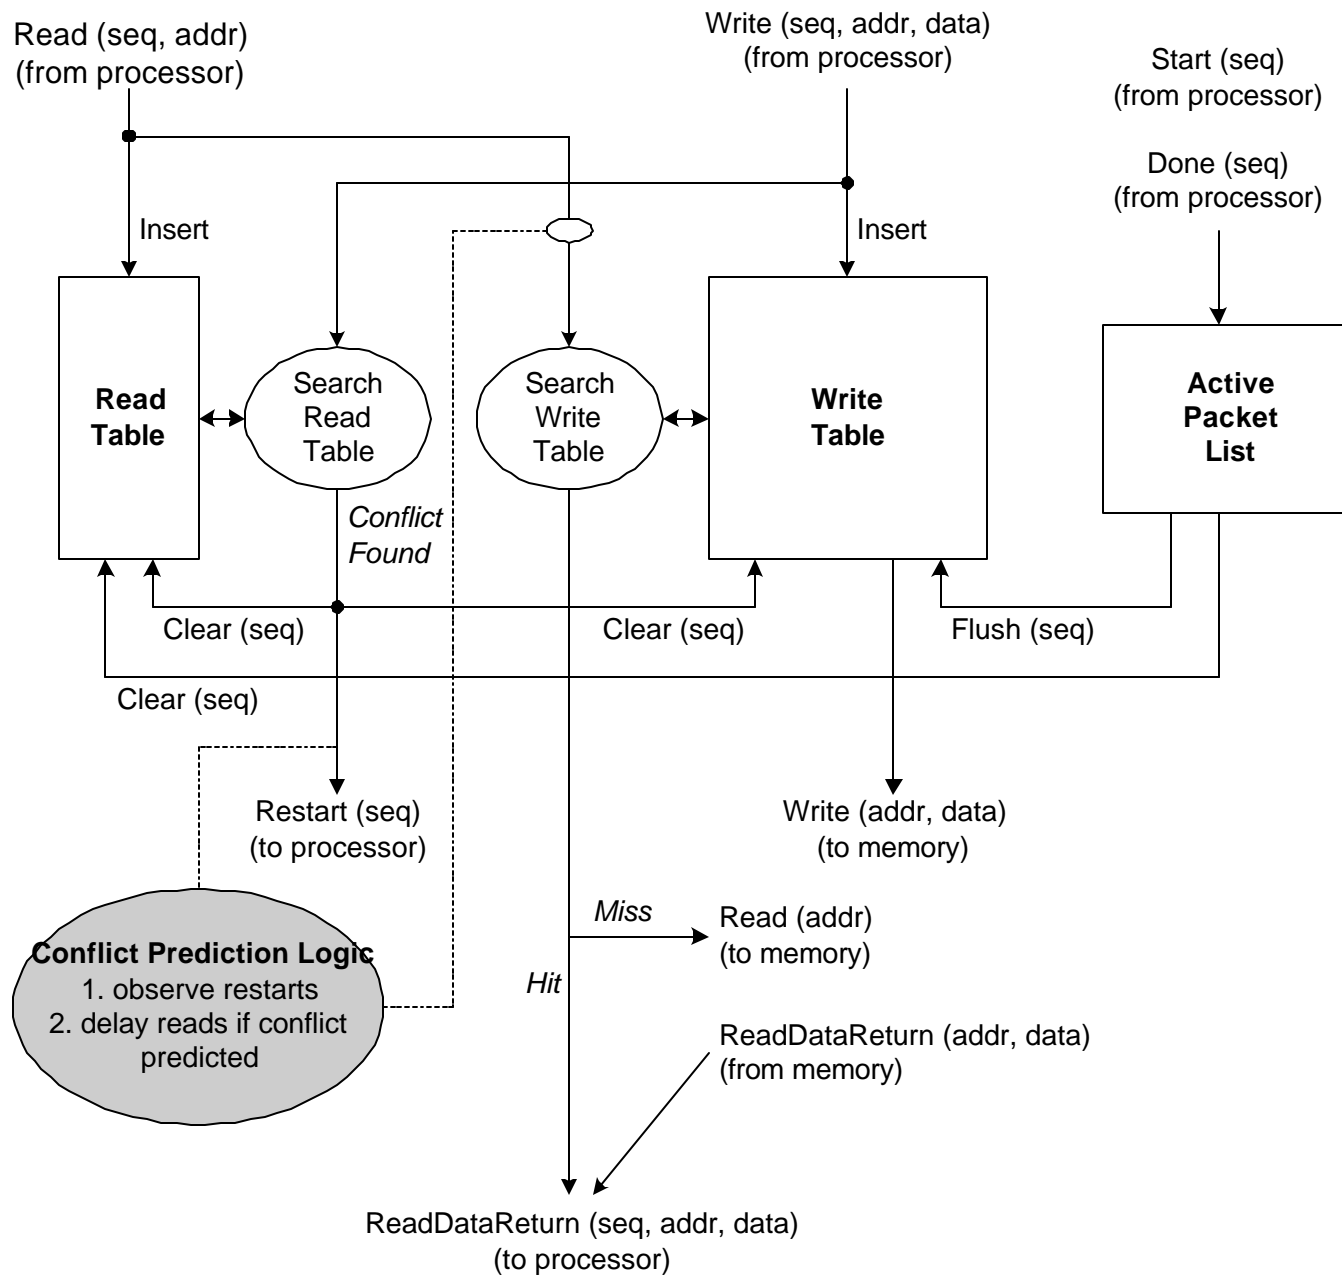 Read (seq, addr)
(from processor)
Write (seq, addr, data)
(from processor)
Start (seq)
(from processor)
Done (seq)
(from processor)
Insert
Insert
Read
Table
Search
Read
Table
Search
Write
Table
Write
Table
Active
Packet
List
Conflict
Found
Clear (seq)
Clear (seq)
Flush (seq)
Clear (seq)
Restart (seq)
(to processor)
Write (addr, data)
(to memory)
Miss
Read (addr)
(to memory)
Conflict Prediction Logic
1. observe restarts
2. delay reads if conflict
predicted
Hit
ReadDataReturn (addr, data)
(from memory)
ReadDataReturn (seq, addr, data)
(to processor)